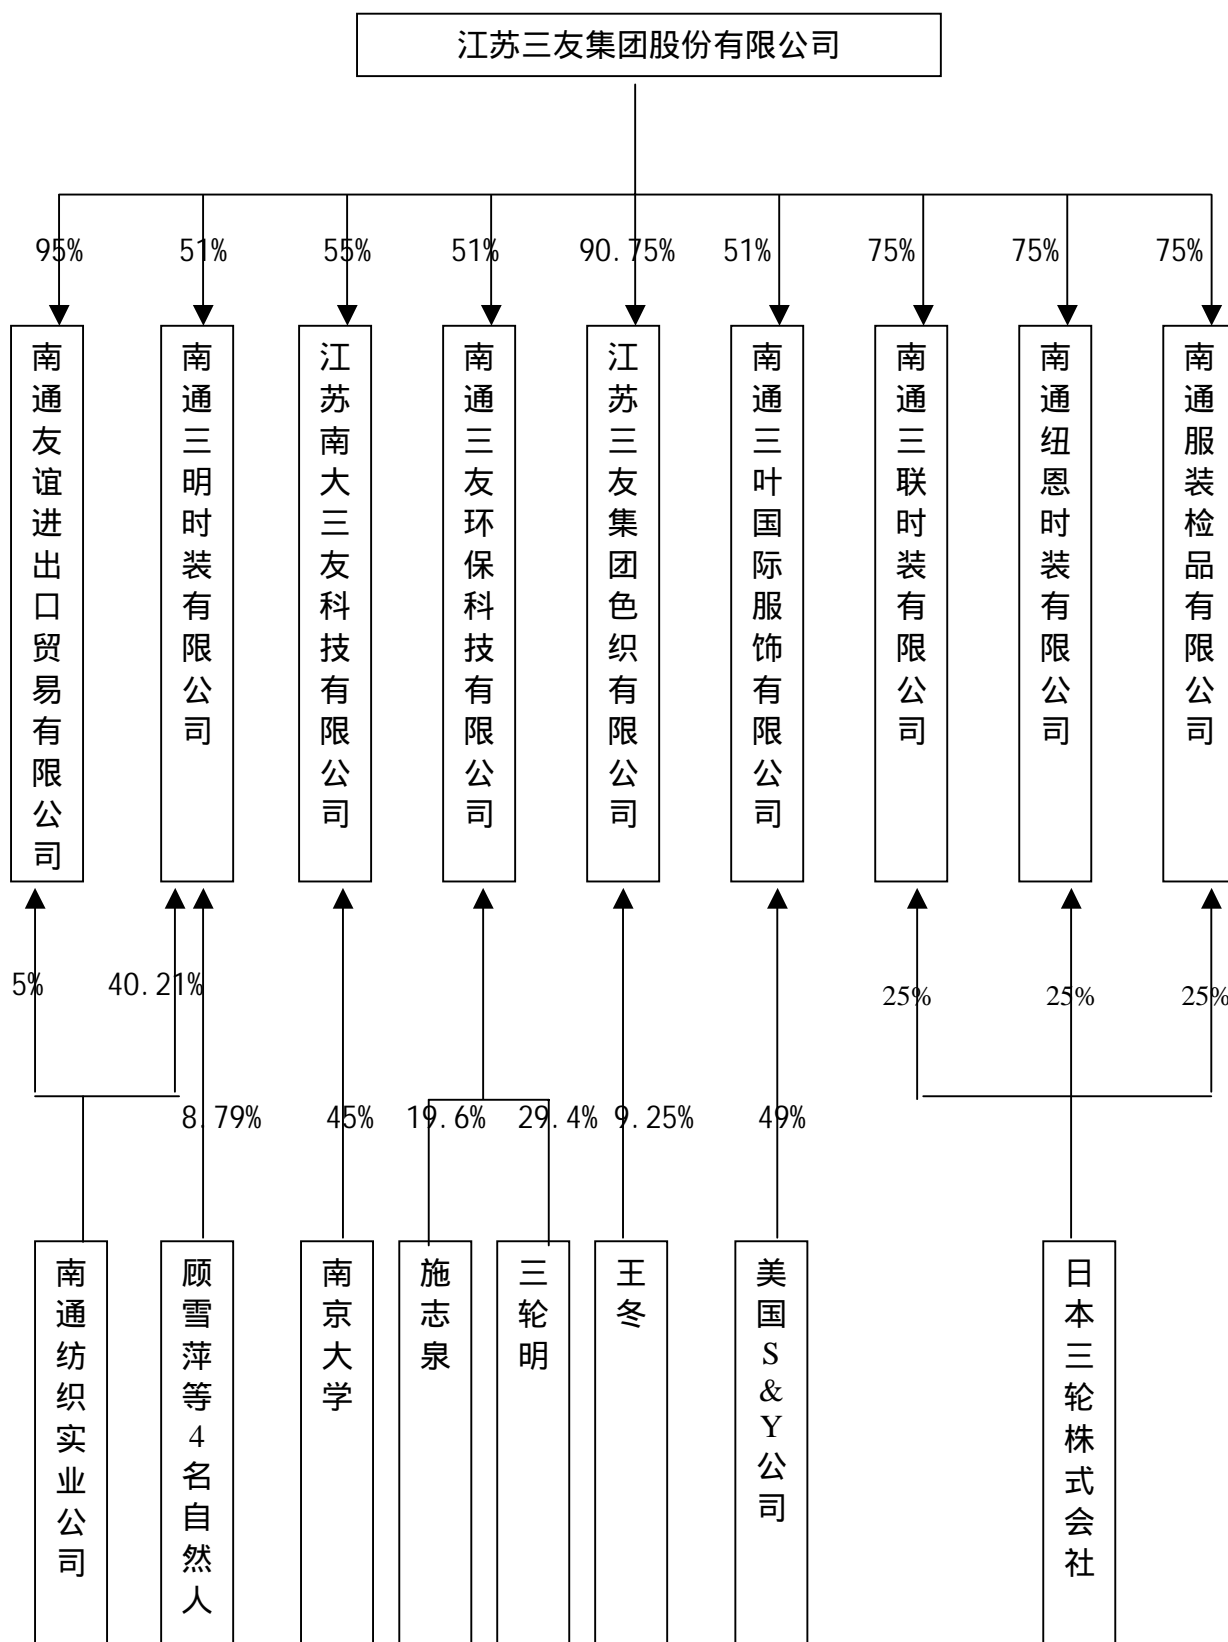 江苏三友集团股份有限公司
95% 51% 55% 51% 90.75% 51% 75% 75% 75%
南通友谊进出口贸易有限公司
南通三明时装有限公司
江苏南大三友科技有限公司
南通三友环保科技有限公司
江苏三友集团色织有限公司
南通三叶国际服饰有限公司
南通三联时装有限公司
南通纽恩时装有限公司
南通服装检品有限公司
5% 40.21% 25% 25% 25%
8.79% 45% 19.6% 29.4% 9.25% 49%
南通纺织实业公司
顾雪萍等4名自然人
南京大学
施志泉
三轮明
王冬
美国S&Y公司
日本三轮株式会社